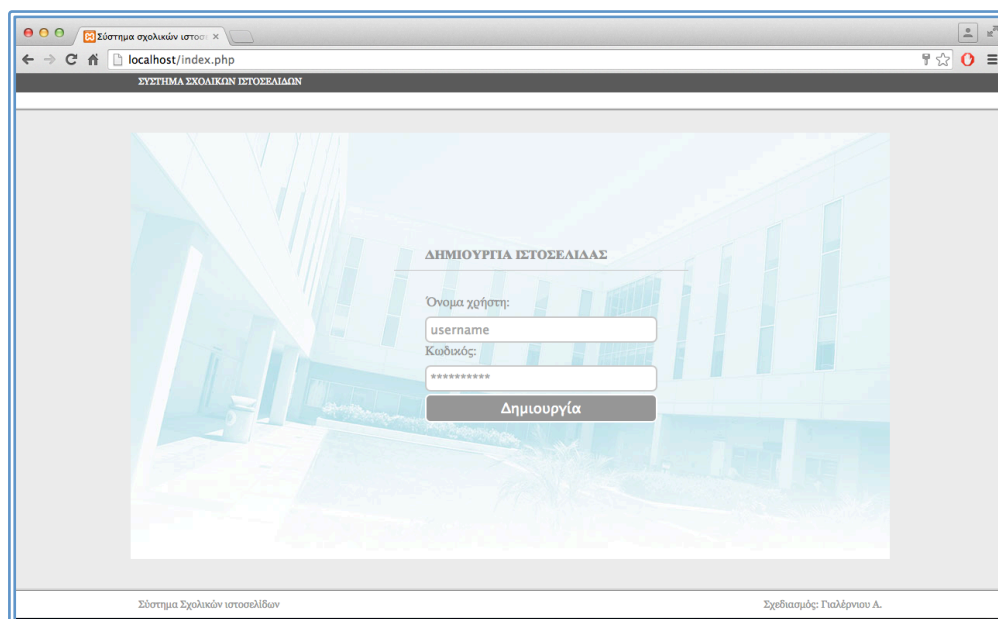 Σύστημα σχολικών ιστοσ
localhost/index.php
ΣΥΣΤΗΜΑ ΣΧΟΛΙΚΩΝ ΙΣΤΟΣΕΛΙΔΩΝ
ΔΗΜΙΟΥΡΓΙΑ ΙΣΤΟΣΕΛΙΔΑΣ
Όνομα χρήστη:
username
Κωδικός:
**********
Δημιουργία
Σύστημα Σχολικών ιστοσελίδων
Σχεδιασμός: Γιαλέρνιου Α.